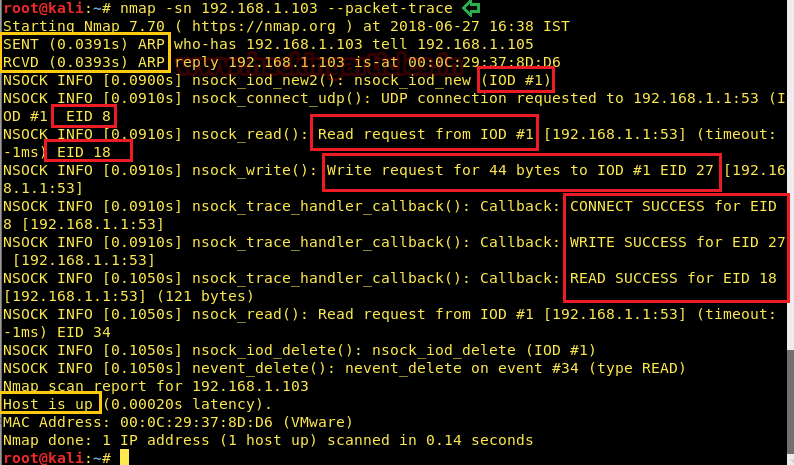 root@kali:~# nmap -sn 192.168.1.103 --packet-trace
Starting Nmap 7.70 ( https://nmap.org ) at 2018-06-27 16:38 IST
SENT (0.0391s) ARP who-has 192.168.1.103 tell 192.168.1.105
RCVD (0.0393s) ARP reply 192.168.1.103 is-at 00:0C:29:37:8D:D6
NSOCK INFO [0.0900s] nsock_iod_new2(): nsock_iod_new (IOD #1)
NSOCK INFO [0.0910s] nsock_connect_udp(): UDP connection requested to 192.168.1.1:53 (I
OD #1) EID 8
NSOCK INFO [0.0910s] nsock_read(): Read request from IOD #1 [192.168.1.1:53] (timeout:
-1ms) EID 18
NSOCK INFO [0.0910s] nsock_write(): Write request for 44 bytes to IOD #1 EID 27 [192.16
8.1.1:53]
NSOCK INFO [0.0910s] nsock_trace_handler_callback(): Callback: CONNECT SUCCESS for EID
8 [192.168.1.1:53]
NSOCK INFO [0.0910s] nsock_trace_handler_callback(): Callback: WRITE SUCCESS for EID 27
[192.168.1.1:53]
NSOCK INFO [0.1050s] nsock_trace_handler_callback(): Callback: READ SUCCESS for EID 18
[192.168.1.1:53] (121 bytes)
NSOCK INFO [0.1050s] nsock_read(): Read request from IOD #1 [192.168.1.1:53] (timeout:
-1ms) EID 34
NSOCK INFO [0.1050s] nsock_iod_delete(): nsock_iod_delete (IOD #1)
NSOCK INFO [0.1050s] nevent_delete(): nevent_delete on event #34 (type READ)
Nmap scan report for 192.168.1.103
Host is up (0.00020s latency).
MAC Address: 00:0C:29:37:8D:D6 (VMware)
Nmap done: 1 IP address (1 host up) scanned in 0.14 seconds
root@kali:~#